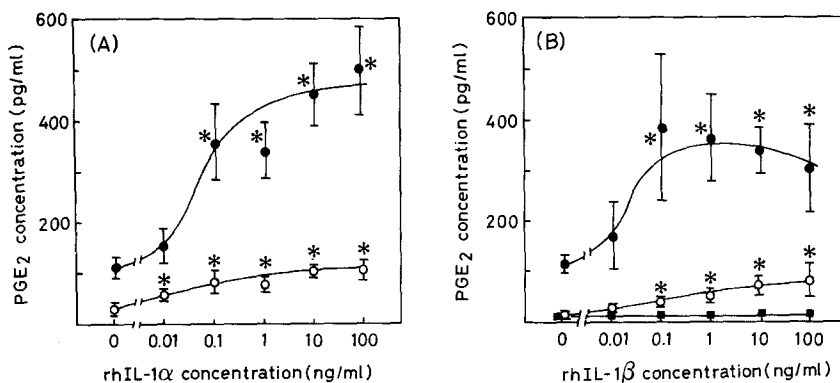 (A)
PGE2 concentration (pg/ml)
600
400
200
* * * * *
* * * * *
0 0.01 0.1 1 10 100
rhIL-1α concentration (ng/ml)
(B)
PGE2 concentration (pg/ml)
600
400
200
0
* * * *
* * * *
0 0.01 0.1 1 10 100
rhIL-1β concentration (ng/ml)